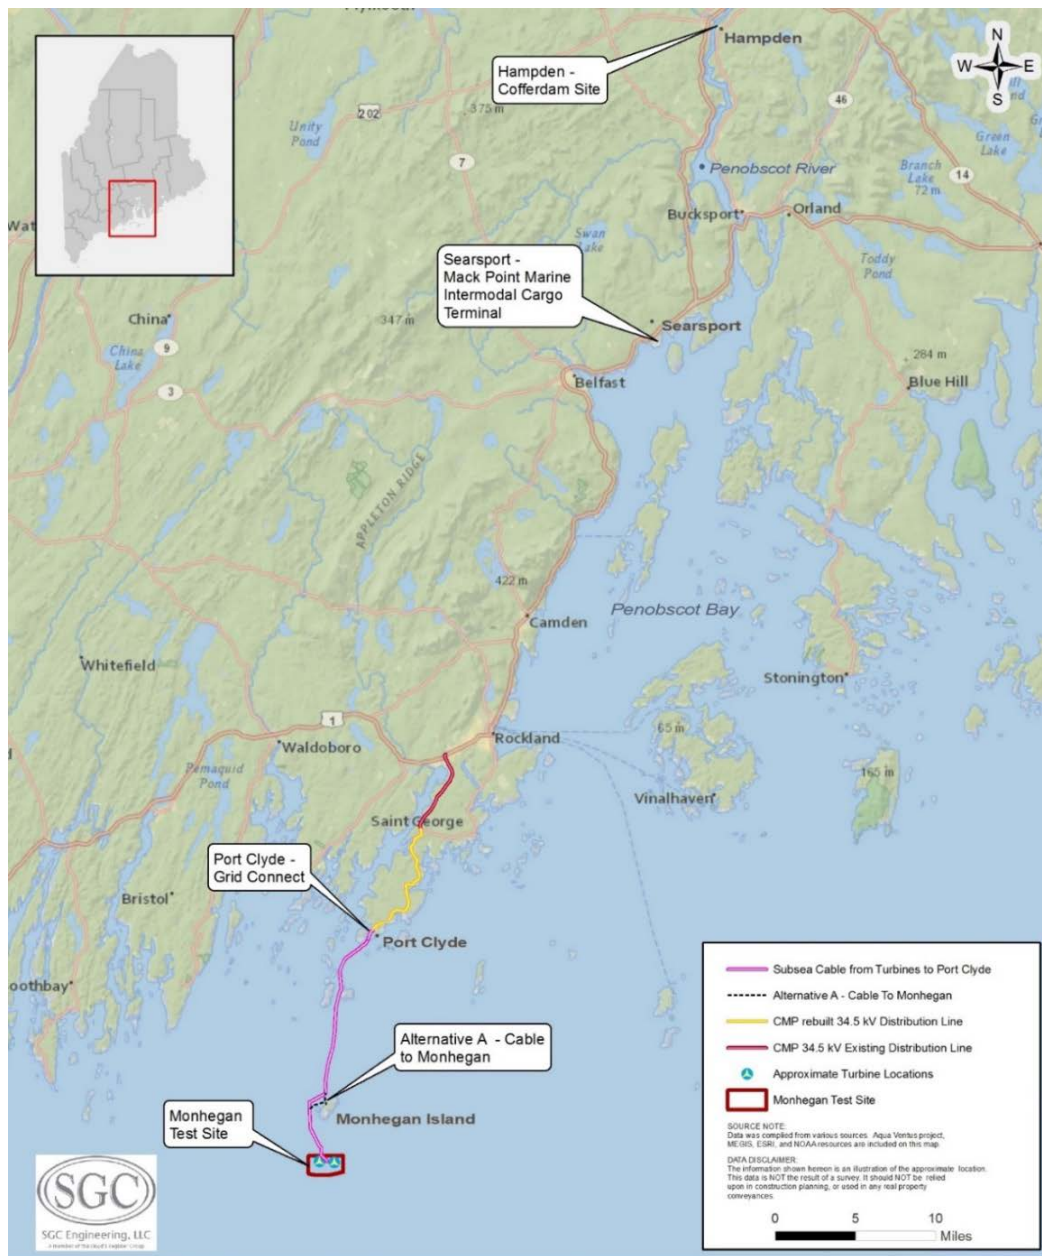 Hampden
Hampden -
Cofferdam Site
N
W
E
S
202
375 m
46
Unity
Pond
Green
Lake
7
Penobscot River
Branch
Lake
72 m
14
Bucksport
Orland
Wat
Swan
Lake
Searsport -
Mack Point Marine
Intermodal Cargo
Terminal
Toddy
Pond
China
347 m
Searsport
9
China
Lake
284 m
Belfast
Blue Hill
3
APPLETON RIDGE
422 m
Penobscot Bay
Camden
Whitefield
Stonington
1
65 m
Rockland
Waldoboro
Pemaquid
Pond
165 m
Vinalhaven
Saint George
Port Clyde -
Grid Connect
Bristol
Port Clyde
oothbay
Alternative A - Cable
to Monhegan
Monhegan Island
Monhegan
Test Site
Subsea Cable from Turbines to Port Clyde
Alternative A - Cable To Monhegan
CMP rebuilt 34.5 kV Distribution Line
CMP 34.5 kV Existing Distribution Line
Approximate Turbine Locations
Monhegan Test Site
SOURCE NOTE:
Data was compiled from various sources. Aqua Ventus project,
MEGIS, ESRI, and NOAA resources are included on this map.
DATA DISCLAIMER:
The information shown hereon is an illustration of the approximate location.
This data is NOT the result of a survey. It should NOT be relied
upon in construction planning, or used in any real property
conveyances.
0 5 10
Miles
SGC
SGC Engineering, LLC